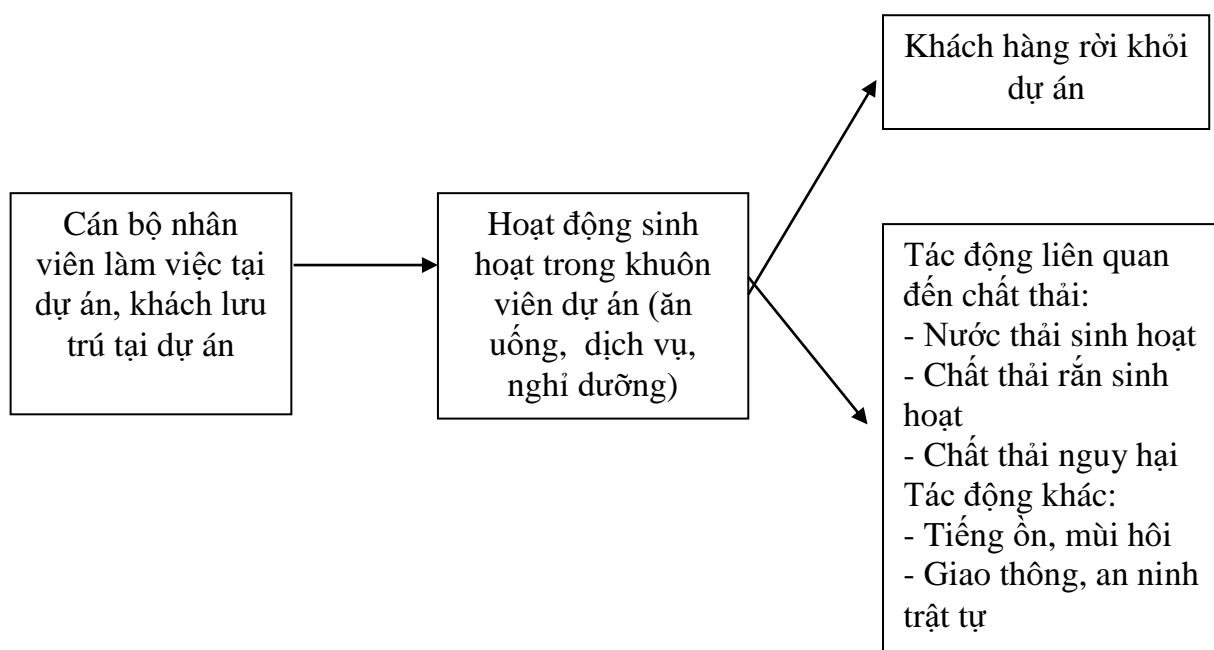 Khách hàng rời khỏi
dự án
Cán bộ nhân
viên làm việc tại
dự án, khách lưu
trú tại dự án
Hoạt động sinh
hoạt trong khuôn
viên dự án (ăn
uống, dịch vụ,
nghỉ dưỡng)
Tác động liên quan
đến chất thải:
- Nước thải sinh hoạt
- Chất thải rắn sinh
hoạt
- Chất thải nguy hại
Tác động khác:
- Tiếng ồn, mùi hôi
- Giao thông, an ninh
trật tự